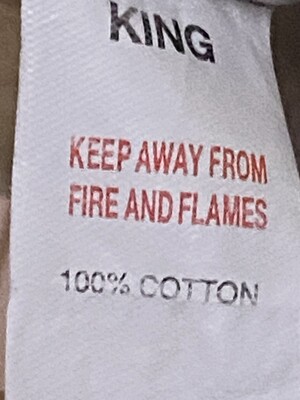 KING
KEEP AWAY FROM
FIRE AND FLAMES
100% COTTON